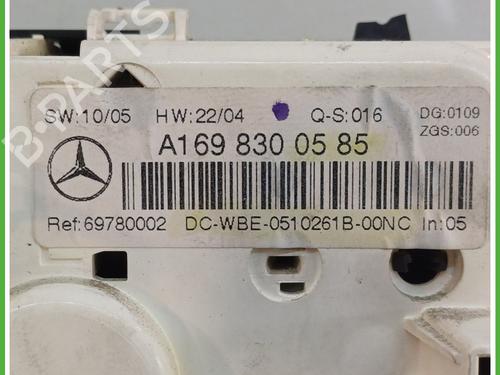 B-PARTS
SW:10/05 HW:22/04 Q-S:016 DG:0109
ZGS:006
A169 830 05 85
Ref:69780002 DC-WBE-0510261B-00NC In:05